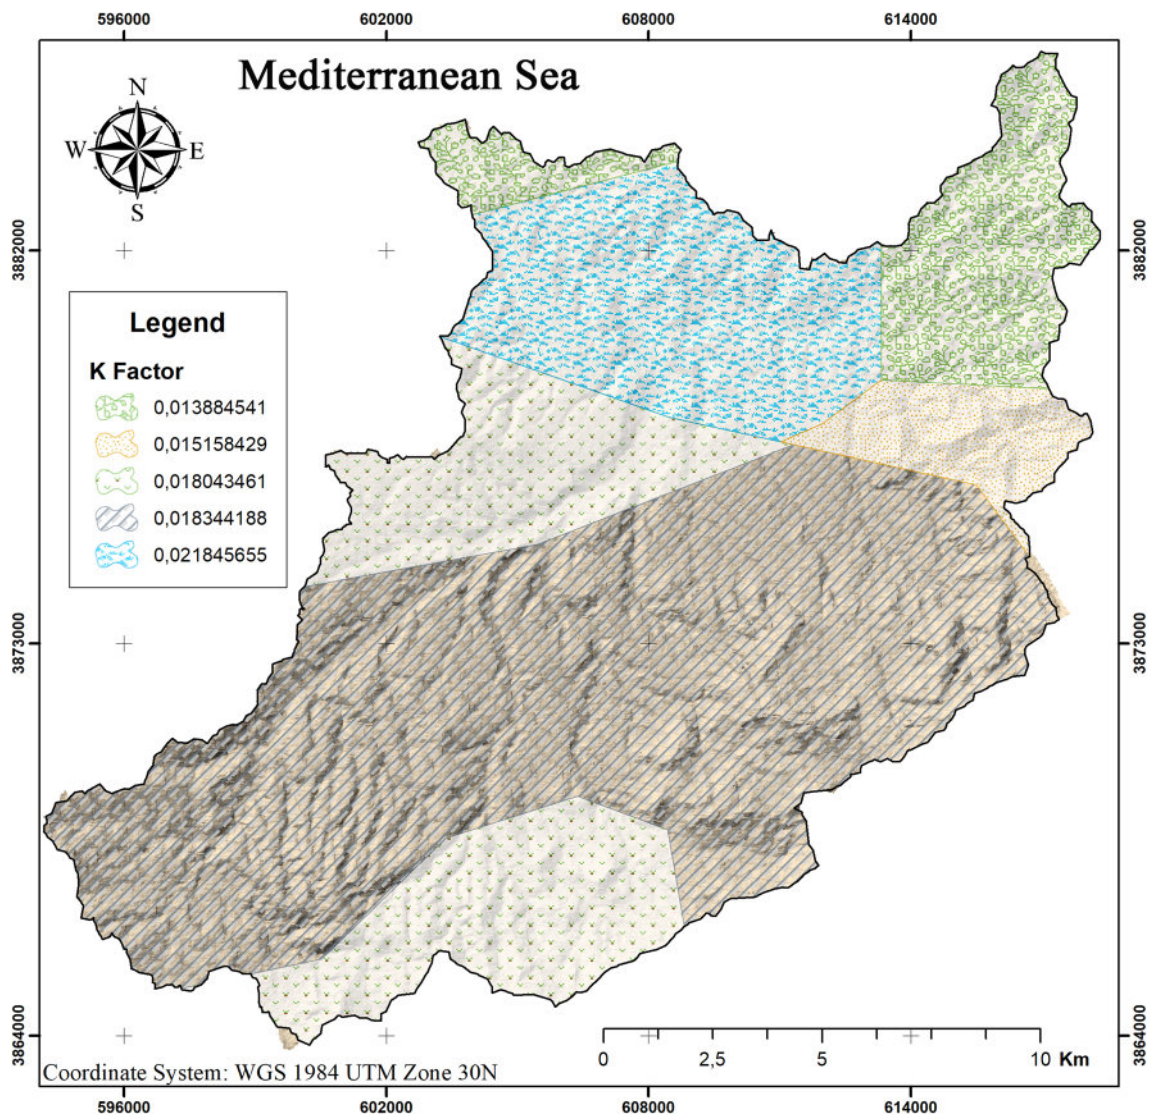 596000 602000 608000 614000
Mediterranean Sea
N
W E
S
3882000 3882000
Legend
K Factor
0,013884541
0,015158429
0,018043461
0,018344188
0,021845655
3873000 3873000
3864000 3864000
0 2,5 5 10 Km
Coordinate System: WGS 1984 UTM Zone 30N
596000 602000 608000 614000